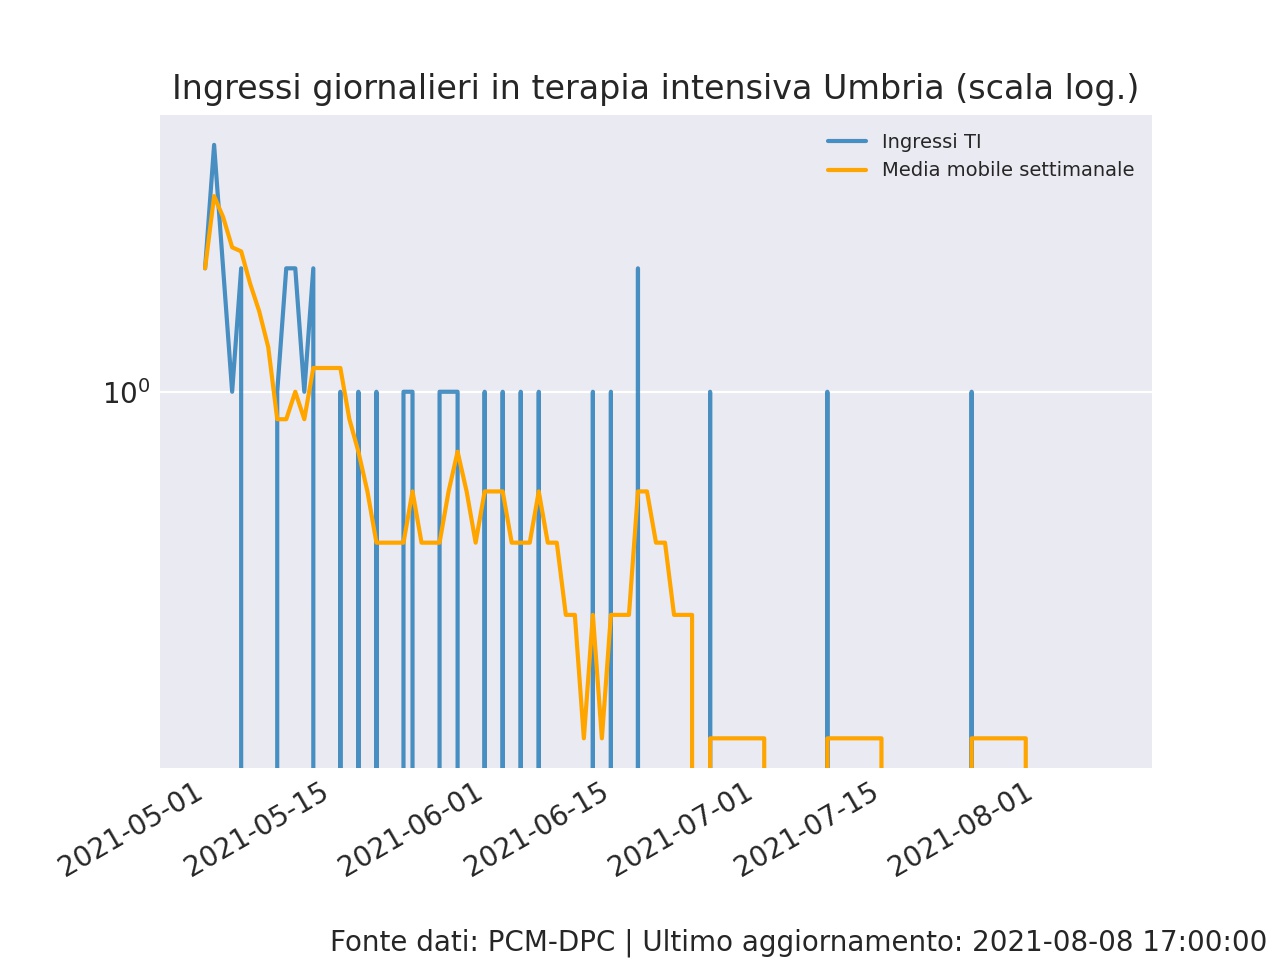 Ingressi giornalieri in terapia intensiva Umbria (scala log.)
Ingressi TI
Media mobile settimanale
10⁰
2021-05-01
2021-05-15
2021-06-01
2021-06-15
2021-07-01
2021-07-15
2021-08-01
Fonte dati: PCM-DPC | Ultimo aggiornamento: 2021-08-08 17:00:00